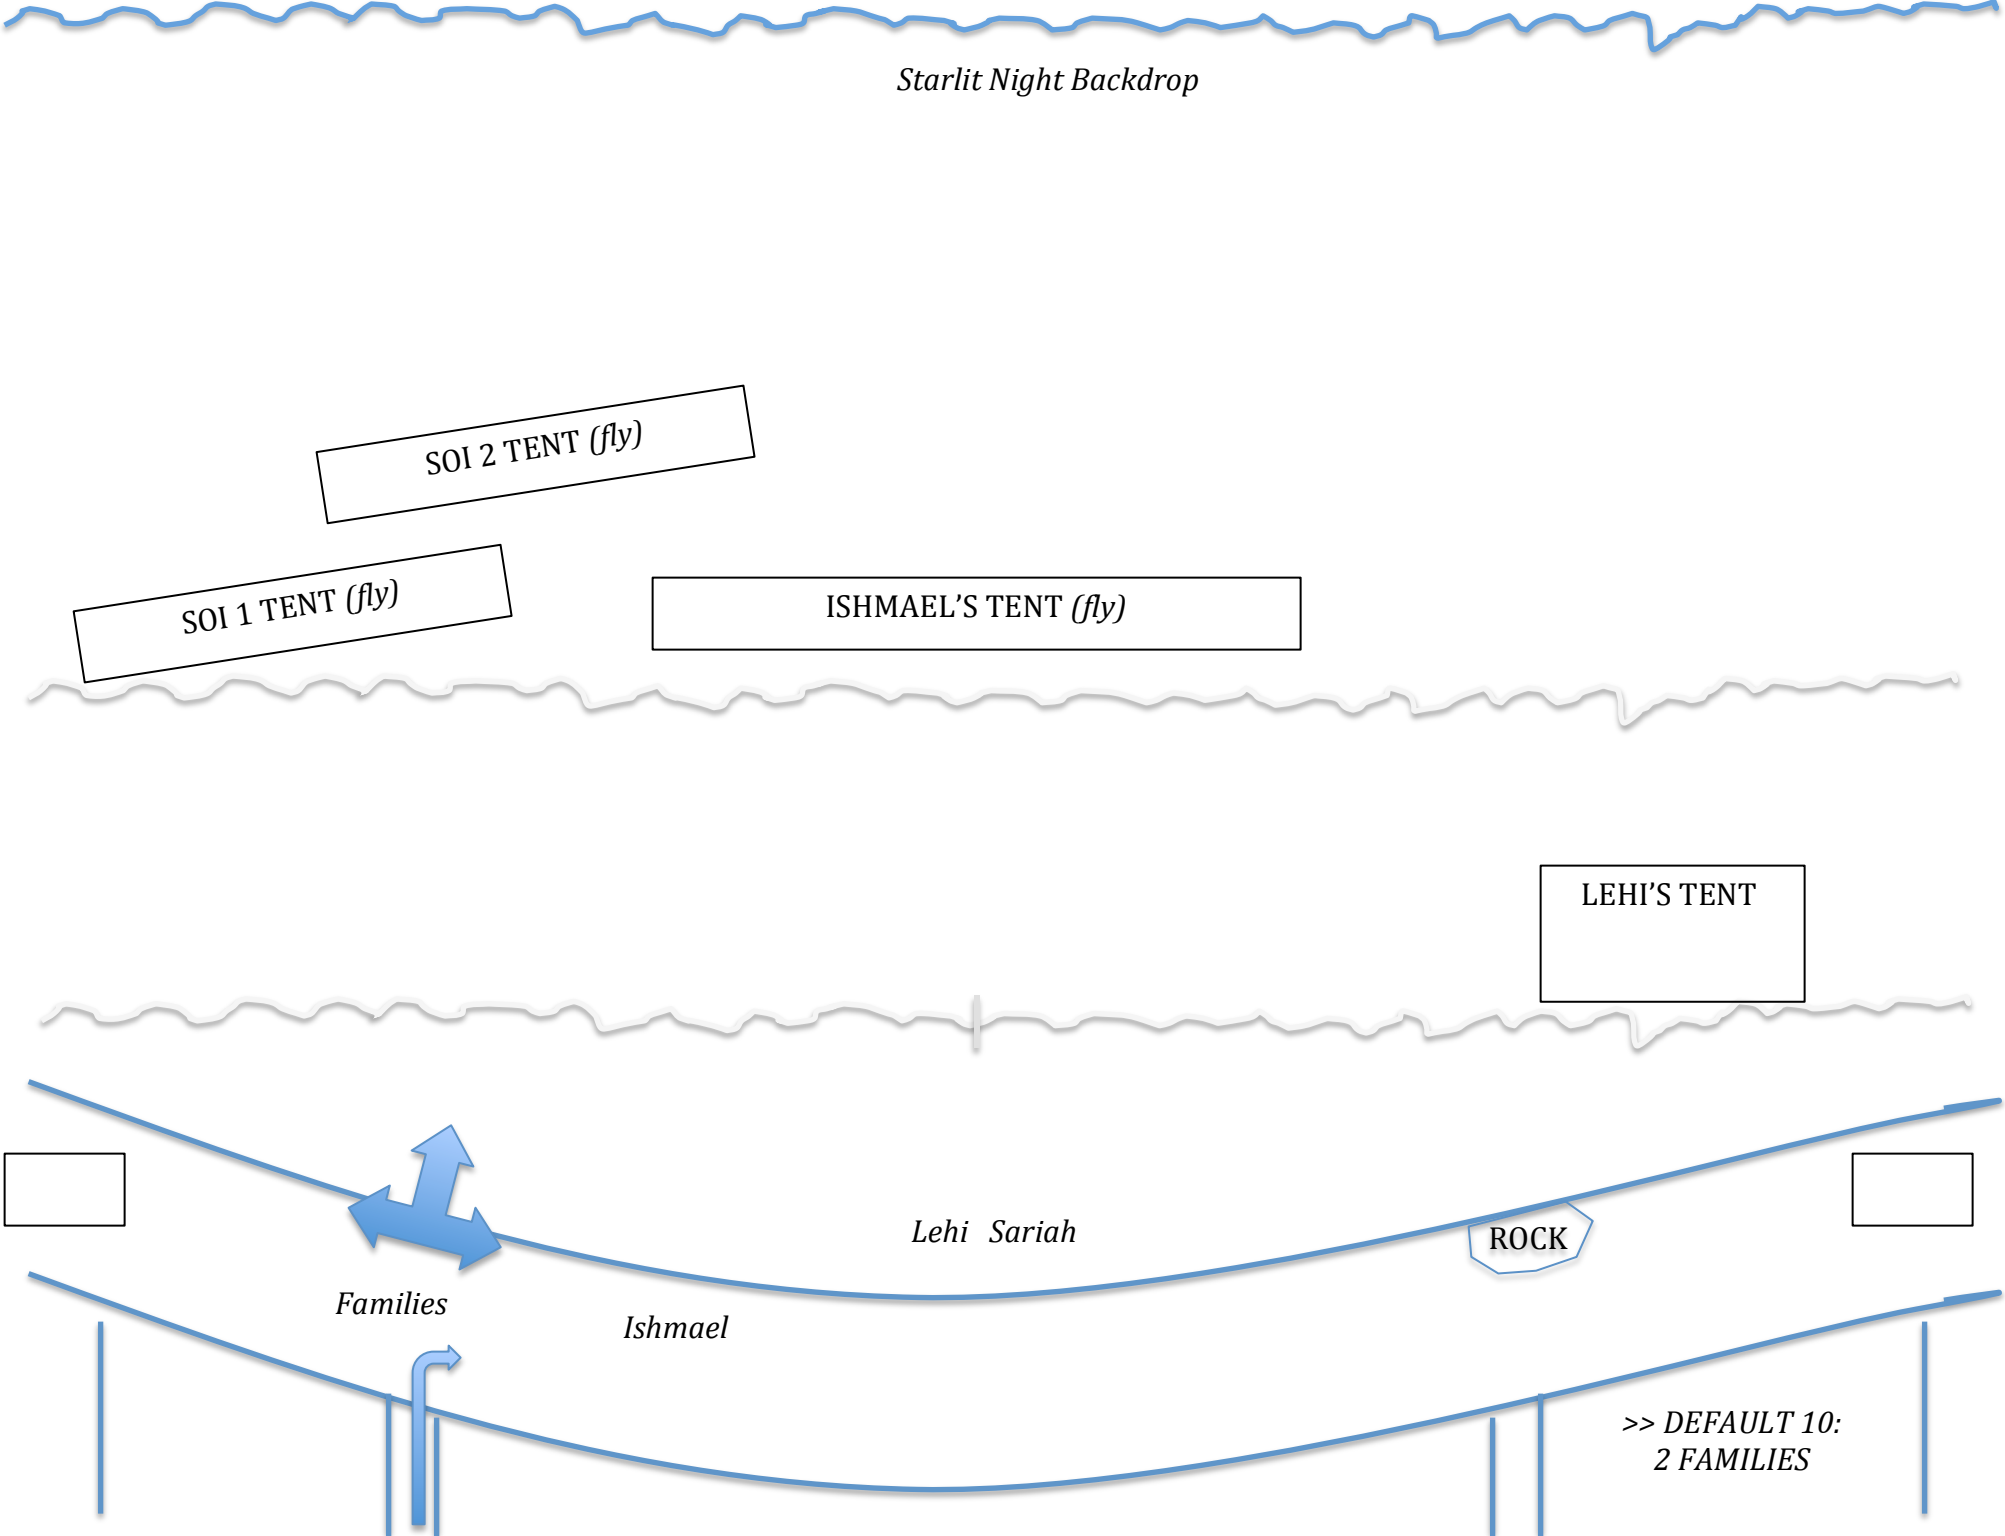 Starlit Night Backdrop
SOI 2 TENT (fly)
SOI 1 TENT (fly)
ISHMAEL’S TENT (fly)
LEHI’S TENT
Lehi Sariah
ROCK
Families
Ishmael
>> DEFAULT 10:
2 FAMILIES